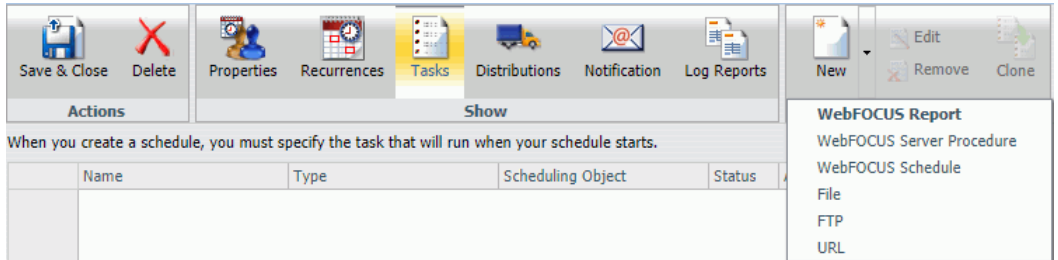 Save & Close Delete Properties Recurrences Tasks Distributions Notification Log Reports New Edit Remove Clone
Actions Show
WebFOCUS Report
When you create a schedule, you must specify the task that will run when your schedule starts.
WebFOCUS Server Procedure
Name Type Scheduling Object Status
WebFOCUS Schedule
File
FTP
URL